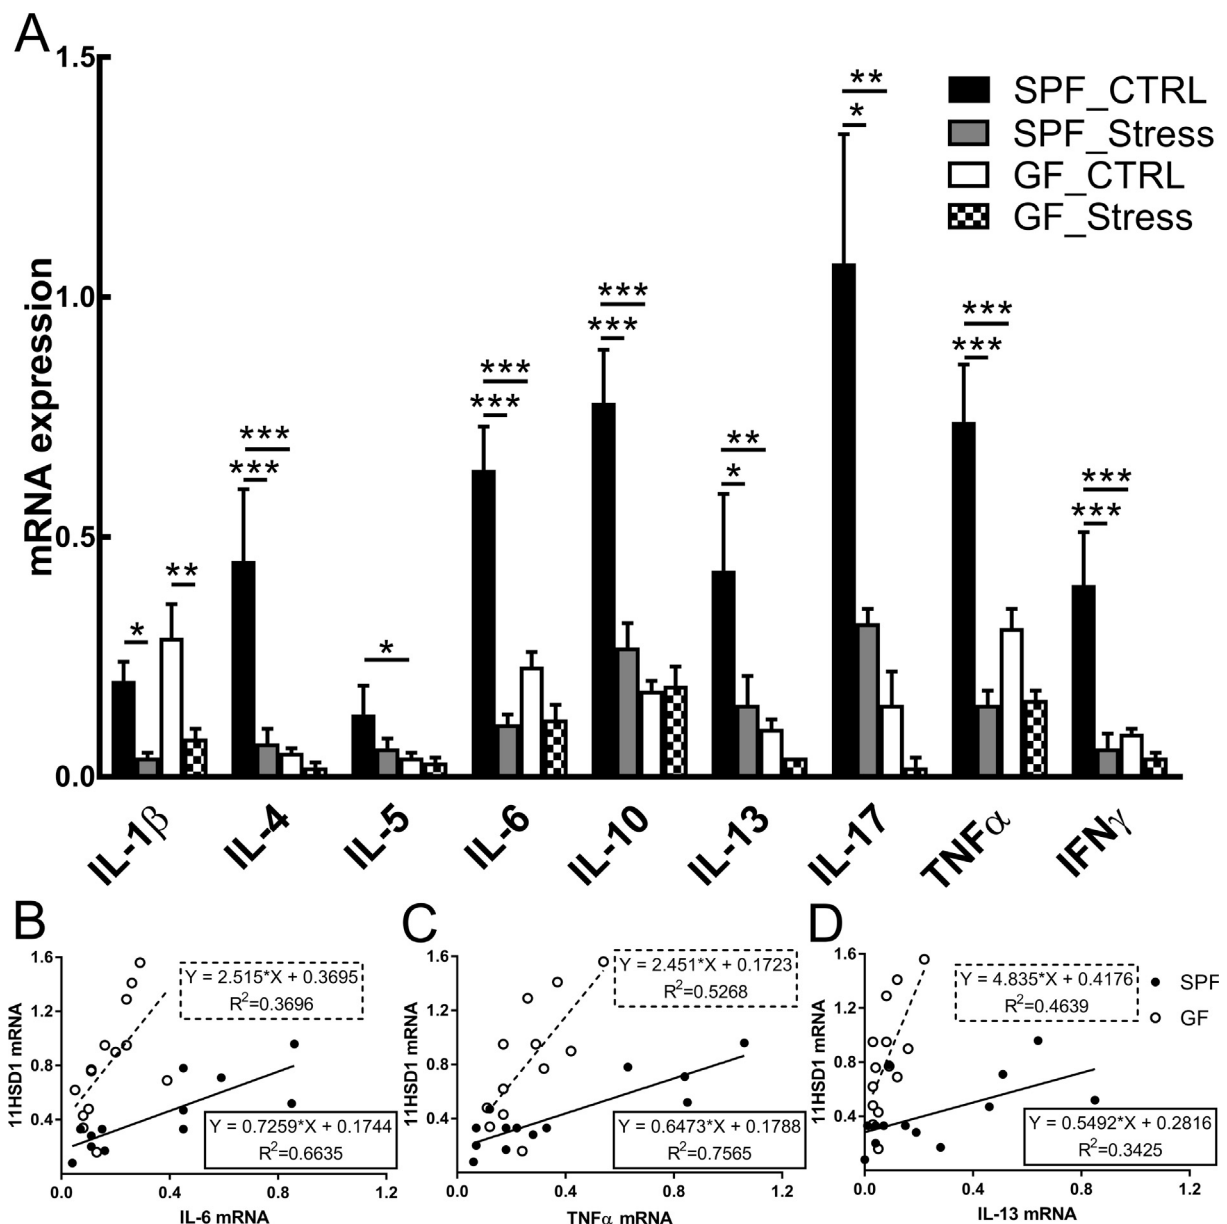 A
1.5
1.0
0.5
0.0
mRNA expression
SPF_CTRL
SPF_Stress
GF_CTRL
GF_Stress
*
**
***
***
*
***
***
***
***
**
*
**
*
***
***
***
***
IL-1β
IL-4
IL-5
IL-6
IL-10
IL-13
IL-17
TNFα
IFNγ
B
1.6
1.2
0.8
0.4
11HSD1 mRNA
Y = 2.515*X + 0.3695
R²=0.3696
Y = 0.7259*X + 0.1744
R²=0.6635
0.0 0.4 0.8 1.2
IL-6 mRNA
C
1.6
1.2
0.8
0.4
11HSD1 mRNA
Y = 2.451*X + 0.1723
R²=0.5268
Y = 0.6473*X + 0.1788
R²=0.7565
0.0 0.4 0.8 1.2
TNFα mRNA
D
1.6
1.2
0.8
0.4
11HSD1 mRNA
Y = 4.835*X + 0.4176
R²=0.4639
SPF
GF
Y = 0.5492*X + 0.2816
R²=0.3425
0.0 0.4 0.8 1.2
IL-13 mRNA